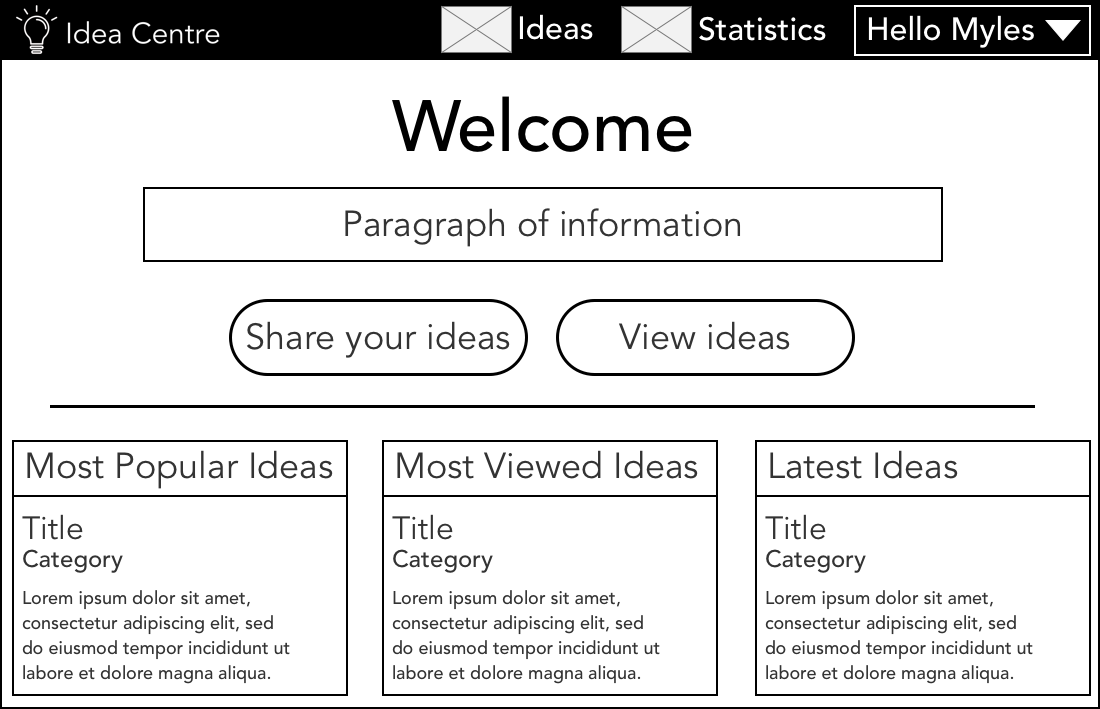 Idea Centre
Ideas
Statistics
Hello Myles
Welcome
Paragraph of information
Share your ideas
View ideas
Most Popular Ideas
Title
Category
Lorem ipsum dolor sit amet,
consectetur adipiscing elit, sed
do eiusmod tempor incididunt ut
labore et dolore magna aliqua.
Most Viewed Ideas
Title
Category
Lorem ipsum dolor sit amet,
consectetur adipiscing elit, sed
do eiusmod tempor incididunt ut
labore et dolore magna aliqua.
Latest Ideas
Title
Category
Lorem ipsum dolor sit amet,
consectetur adipiscing elit, sed
do eiusmod tempor incididunt ut
labore et dolore magna aliqua.